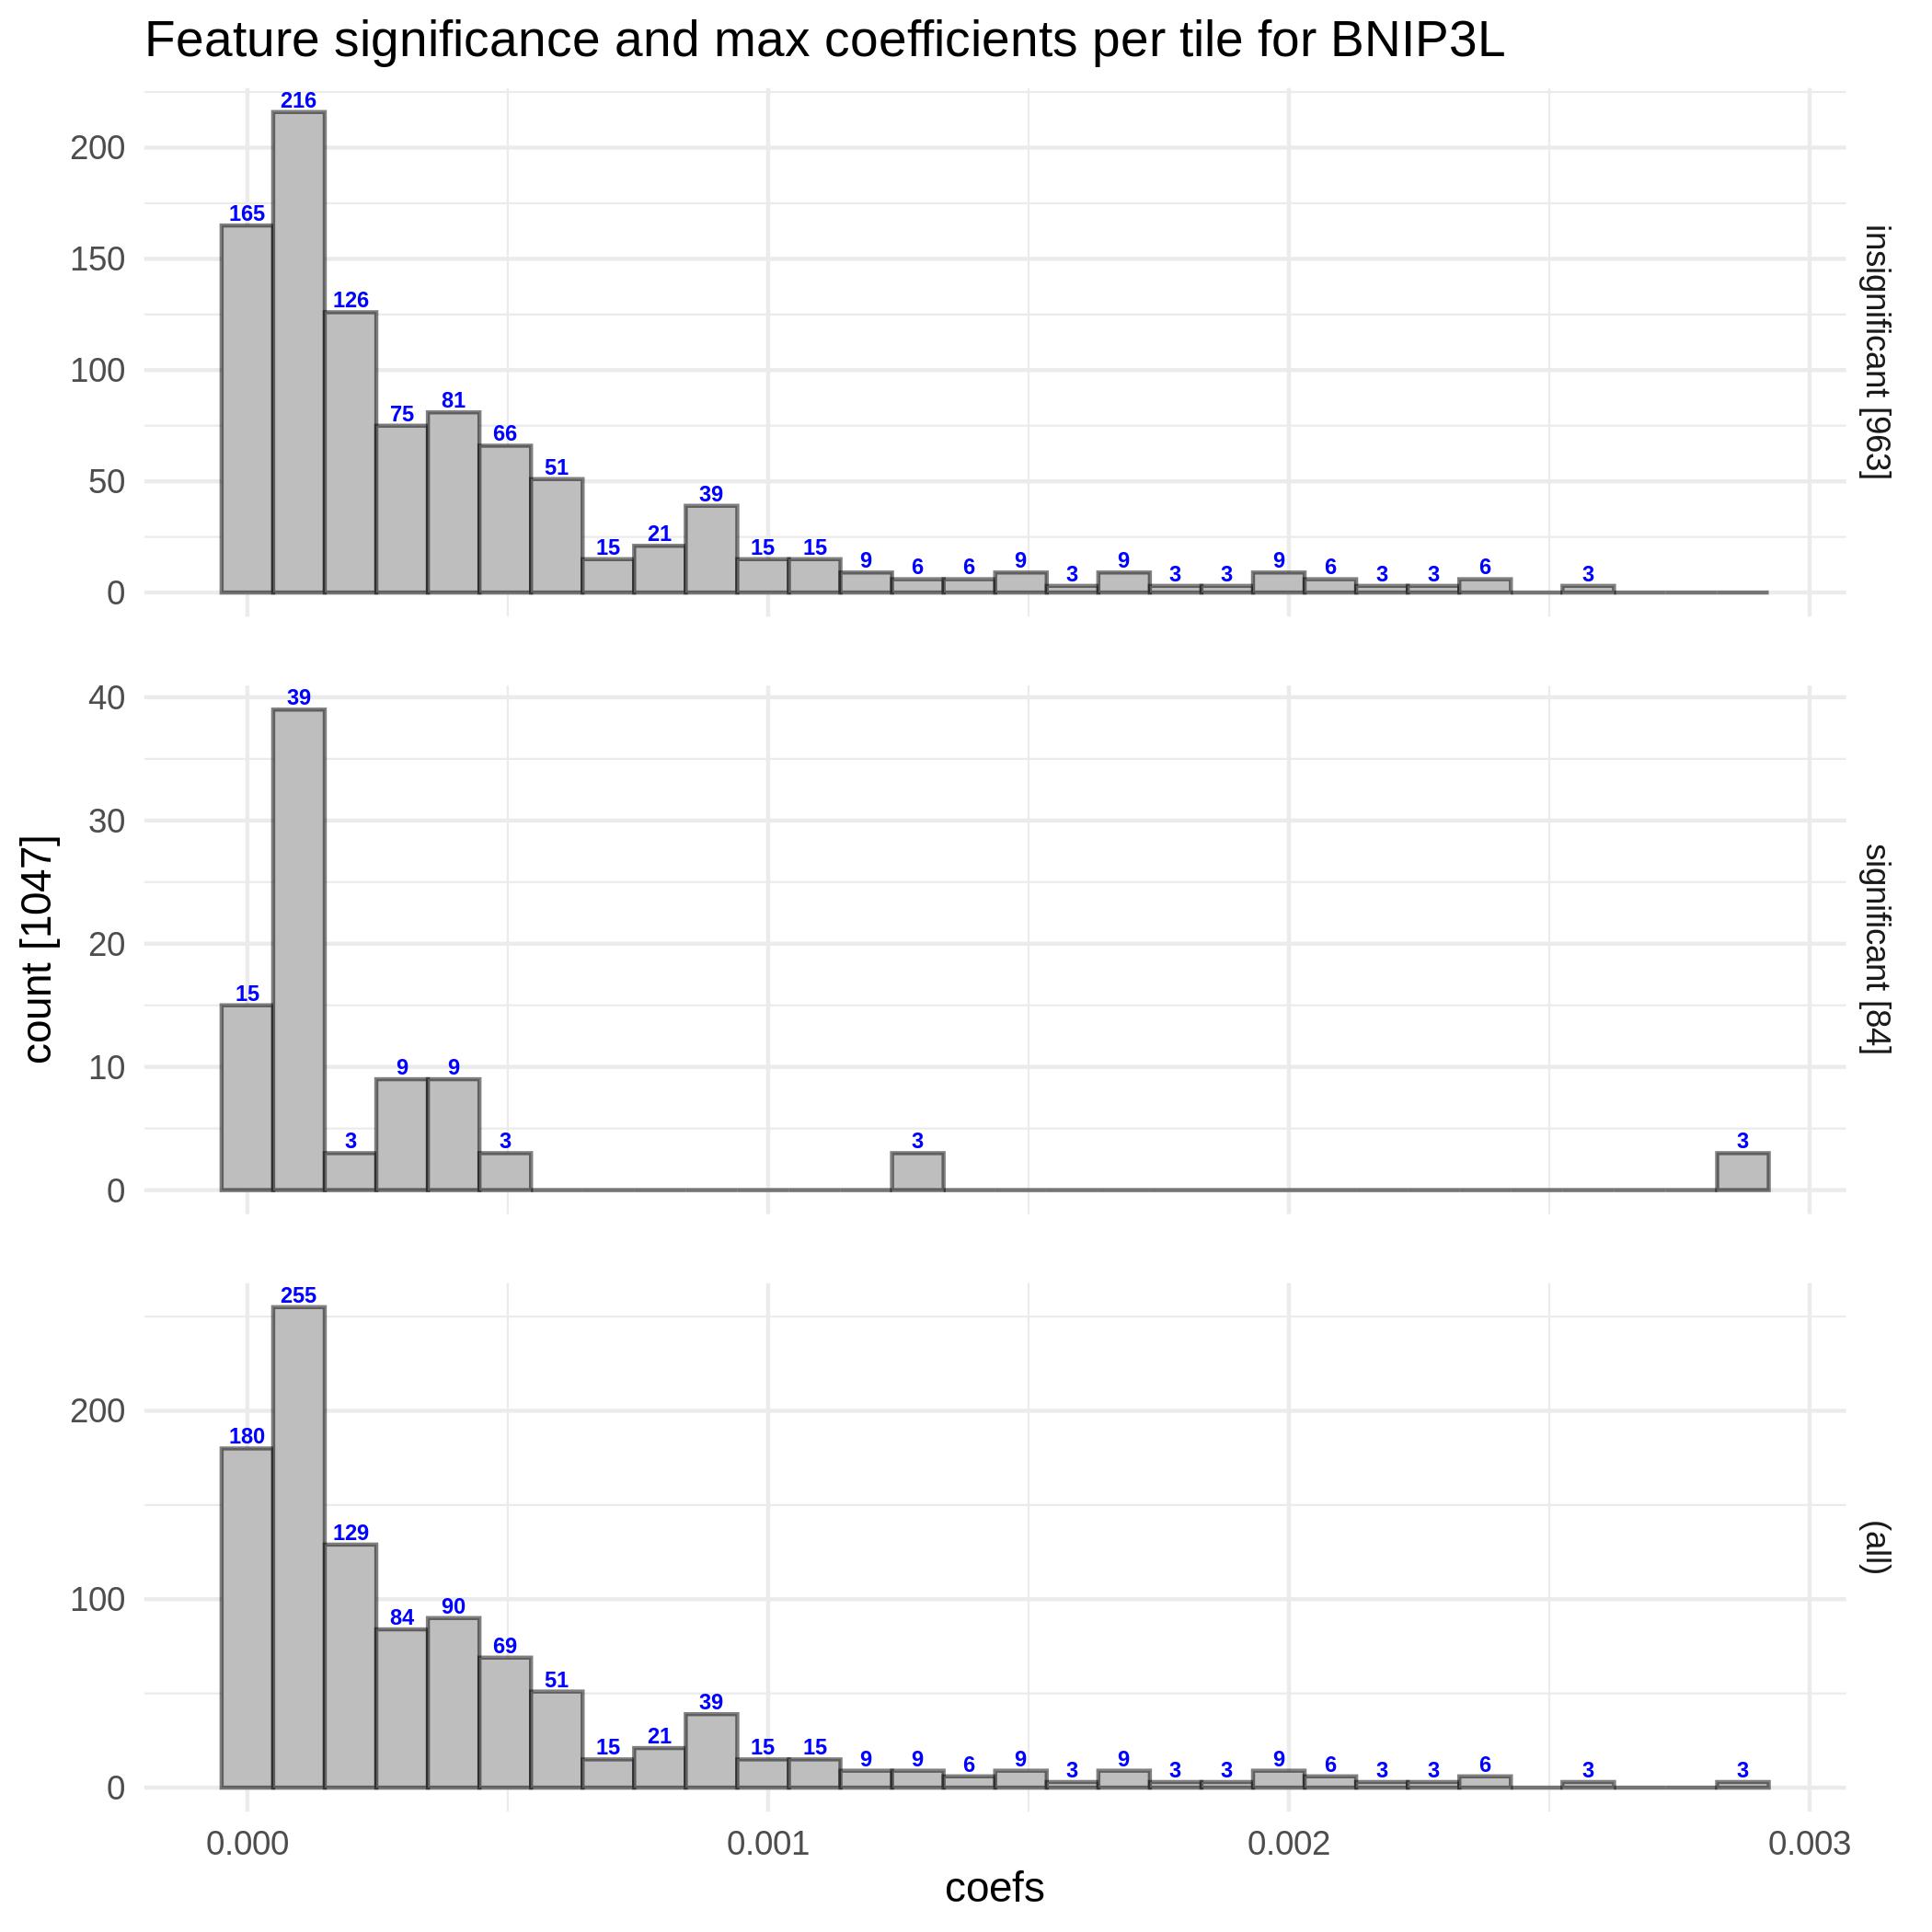 Feature significance and max coefficients per tile for BNIP3L
216
200
165
150
126
100
75 81
66
50
51
15 21 39 15 15 9 6 6 9 3 9 3 3 9 6 3 3 6 3
0
insignificant [963]
40
39
30
20
15
10
3 9 9 3 3 3
0
significant [84]
count [1047]
255
200
180
129
100
84 90
69
51
15 21 39 15 15 9 9 6 9 3 9 3 3 9 6 3 3 6 3 3
0
(all)
0.000 0.001 0.002 0.003
coefs